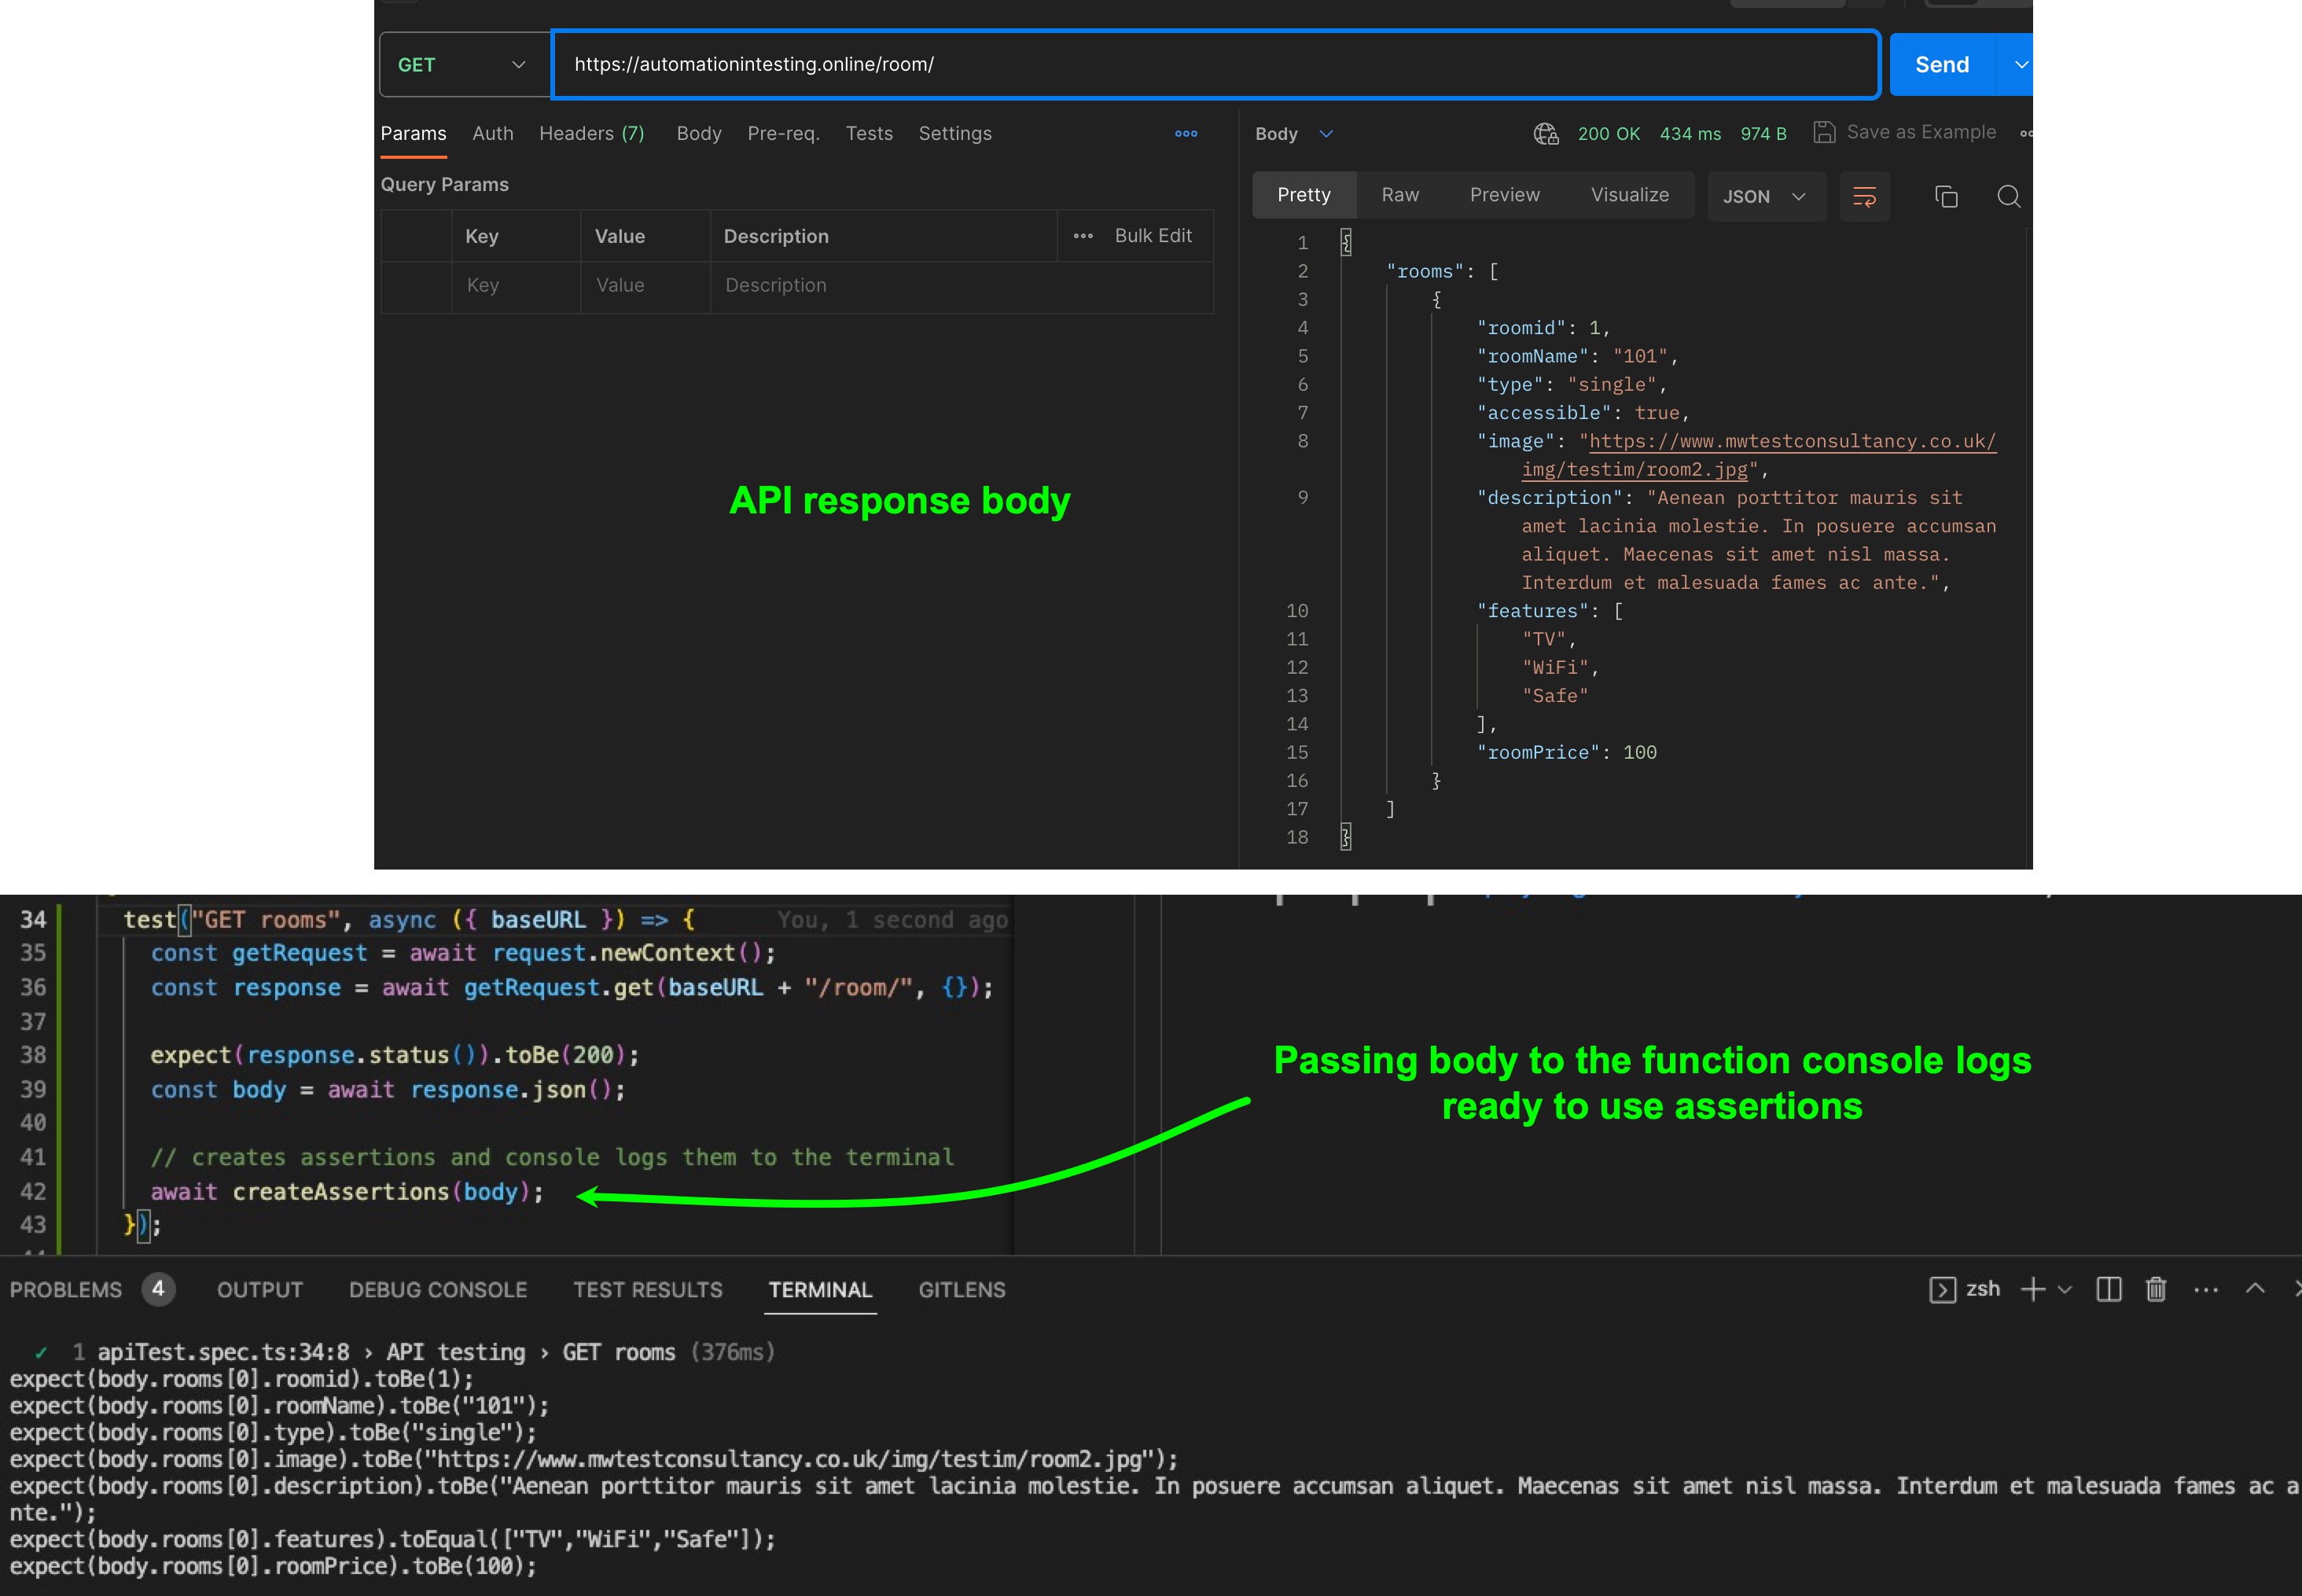 GET https://automationintesting.online/room/ Send
Params Auth Headers (7) Body Pre-req. Tests Settings
Query Params
Key Value Description Bulk Edit
Key Value Description
Body 200 OK 434 ms 974 B Save as Example
Pretty Raw Preview Visualize JSON
1 {
2 "rooms": [
3 {
4 "roomid": 1,
5 "roomName": "101",
6 "type": "single",
7 "accessible": true,
8 "image": "https://www.mwtestconsultancy.co.uk/
img/testim/room2.jpg",
9 "description": "Aenean porttitor mauris sit
amet lacinia molestie. In posuere accumsan
aliquet. Maecenas sit amet nisl massa.
Interdum et malesuada fames ac ante.",
10 "features": [
11 "TV",
12 "WiFi",
13 "Safe"
14 ],
15 "roomPrice": 100
16 }
17 ]
18 }
API response body
34 test("GET rooms", async ({ baseURL }) => { You, 1 second ago
35 const getRequest = await request.newContext();
36 const response = await getRequest.get(baseURL + "/room/", {});
37
38 expect(response.status()).toBe(200);
39 const body = await response.json();
40
41 // creates assertions and console logs them to the terminal
42 await createAssertions(body);
43 });
Passing body to the function console logs
ready to use assertions
PROBLEMS 4 OUTPUT DEBUG CONSOLE TEST RESULTS TERMINAL GITLENS zsh
✓ 1 apiTest.spec.ts:34:8 › API testing › GET rooms (376ms)
expect(body.rooms[0].roomid).toBe(1);
expect(body.rooms[0].roomName).toBe("101");
expect(body.rooms[0].type).toBe("single");
expect(body.rooms[0].image).toBe("https://www.mwtestconsultancy.co.uk/img/testim/room2.jpg");
expect(body.rooms[0].description).toBe("Aenean porttitor mauris sit amet lacinia molestie. In posuere accumsan aliquet. Maecenas sit amet nisl massa. Interdum et malesuada fames ac a
nte.");
expect(body.rooms[0].features).toEqual(["TV","WiFi","Safe"]);
expect(body.rooms[0].roomPrice).toBe(100);